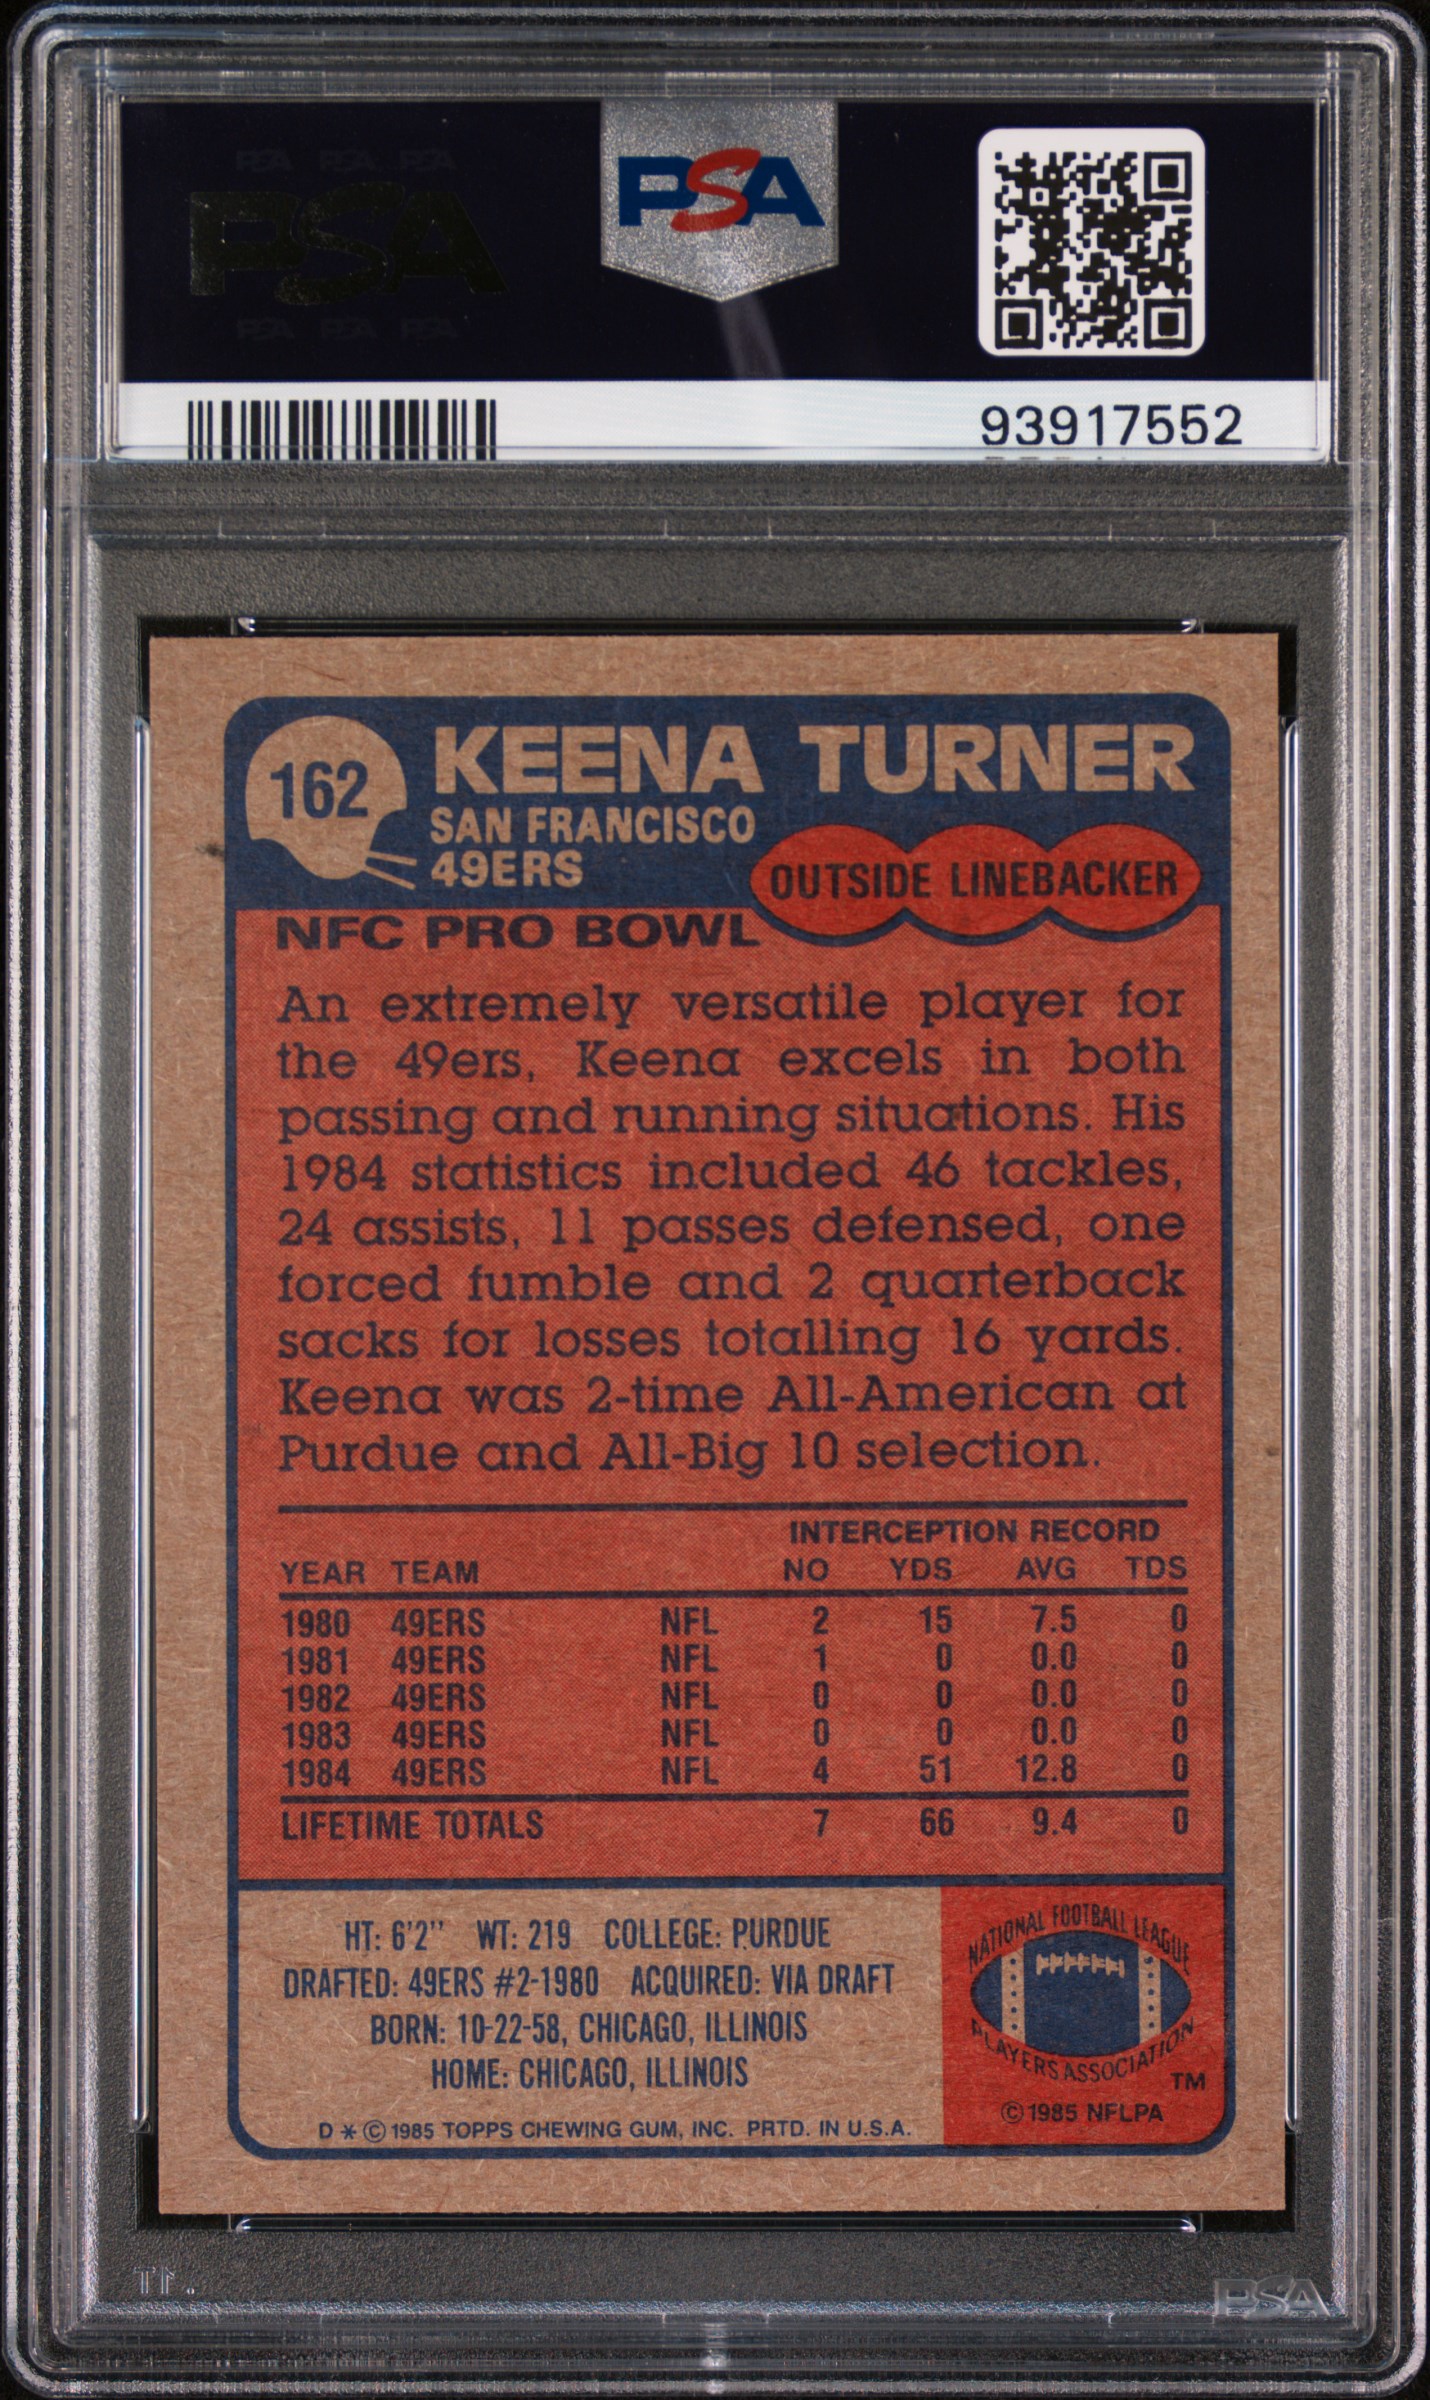 PSA PSA PSA
PSA
PSA PSA PSA
PSA
93917552
162
KEENA TURNER
SAN FRANCISCO
49ERS
OUTSIDE LINEBACKER
NFC PRO BOWL
An extremely versatile player for
the 49ers, Keena excels in both
passing and running situations. His
1984 statistics included 46 tackles,
24 assists, 11 passes defensed, one
forced fumble and 2 quarterback
sacks for losses totalling 16 yards.
Keena was 2-time All-American at
Purdue and All-Big 10 selection.
INTERCEPTION RECORD
YEAR TEAM NO YDS AVG TDS
1980 49ERS NFL 2 15 7.5 0
1981 49ERS NFL 1 0 0.0 0
1982 49ERS NFL 0 0 0.0 0
1983 49ERS NFL 0 0 0.0 0
1984 49ERS NFL 4 51 12.8 0
LIFETIME TOTALS 7 66 9.4 0
HT: 6'2" WT: 219 COLLEGE: PURDUE
DRAFTED: 49ERS #2-1980 ACQUIRED: VIA DRAFT
BORN: 10-22-58, CHICAGO, ILLINOIS
HOME: CHICAGO, ILLINOIS
D * © 1985 TOPPS CHEWING GUM, INC. PRTD. IN U.S.A.
NATIONAL FOOTBALL LEAGUE
PLAYERS ASSOCIATION
TM
© 1985 NFLPA
PSA